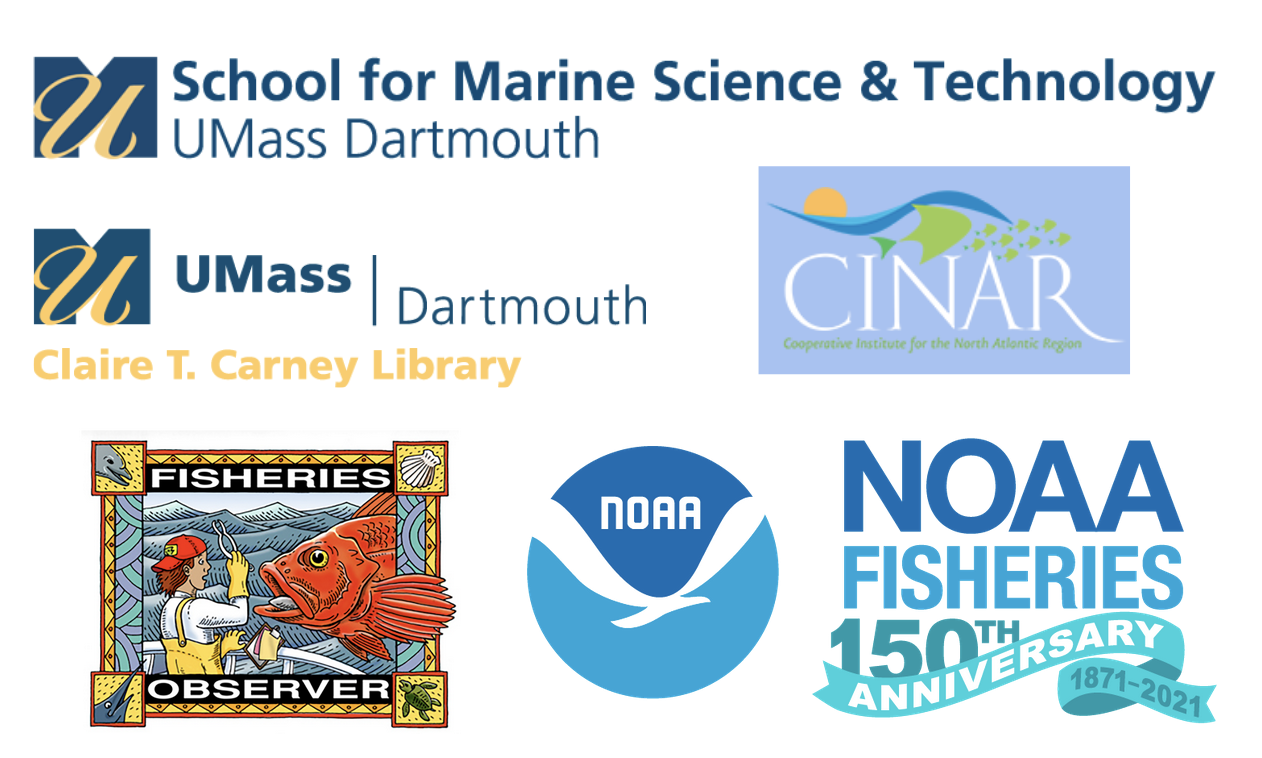 School for Marine Science & Technology
UMass Dartmouth
UMass | Dartmouth
Claire T. Carney Library
CINAR
Cooperative Institute for the North Atlantic Region
FISHERIES
OBSERVER
NOAA
NOAA
FISHERIES
150TH
ANNIVERSARY
1871~2021